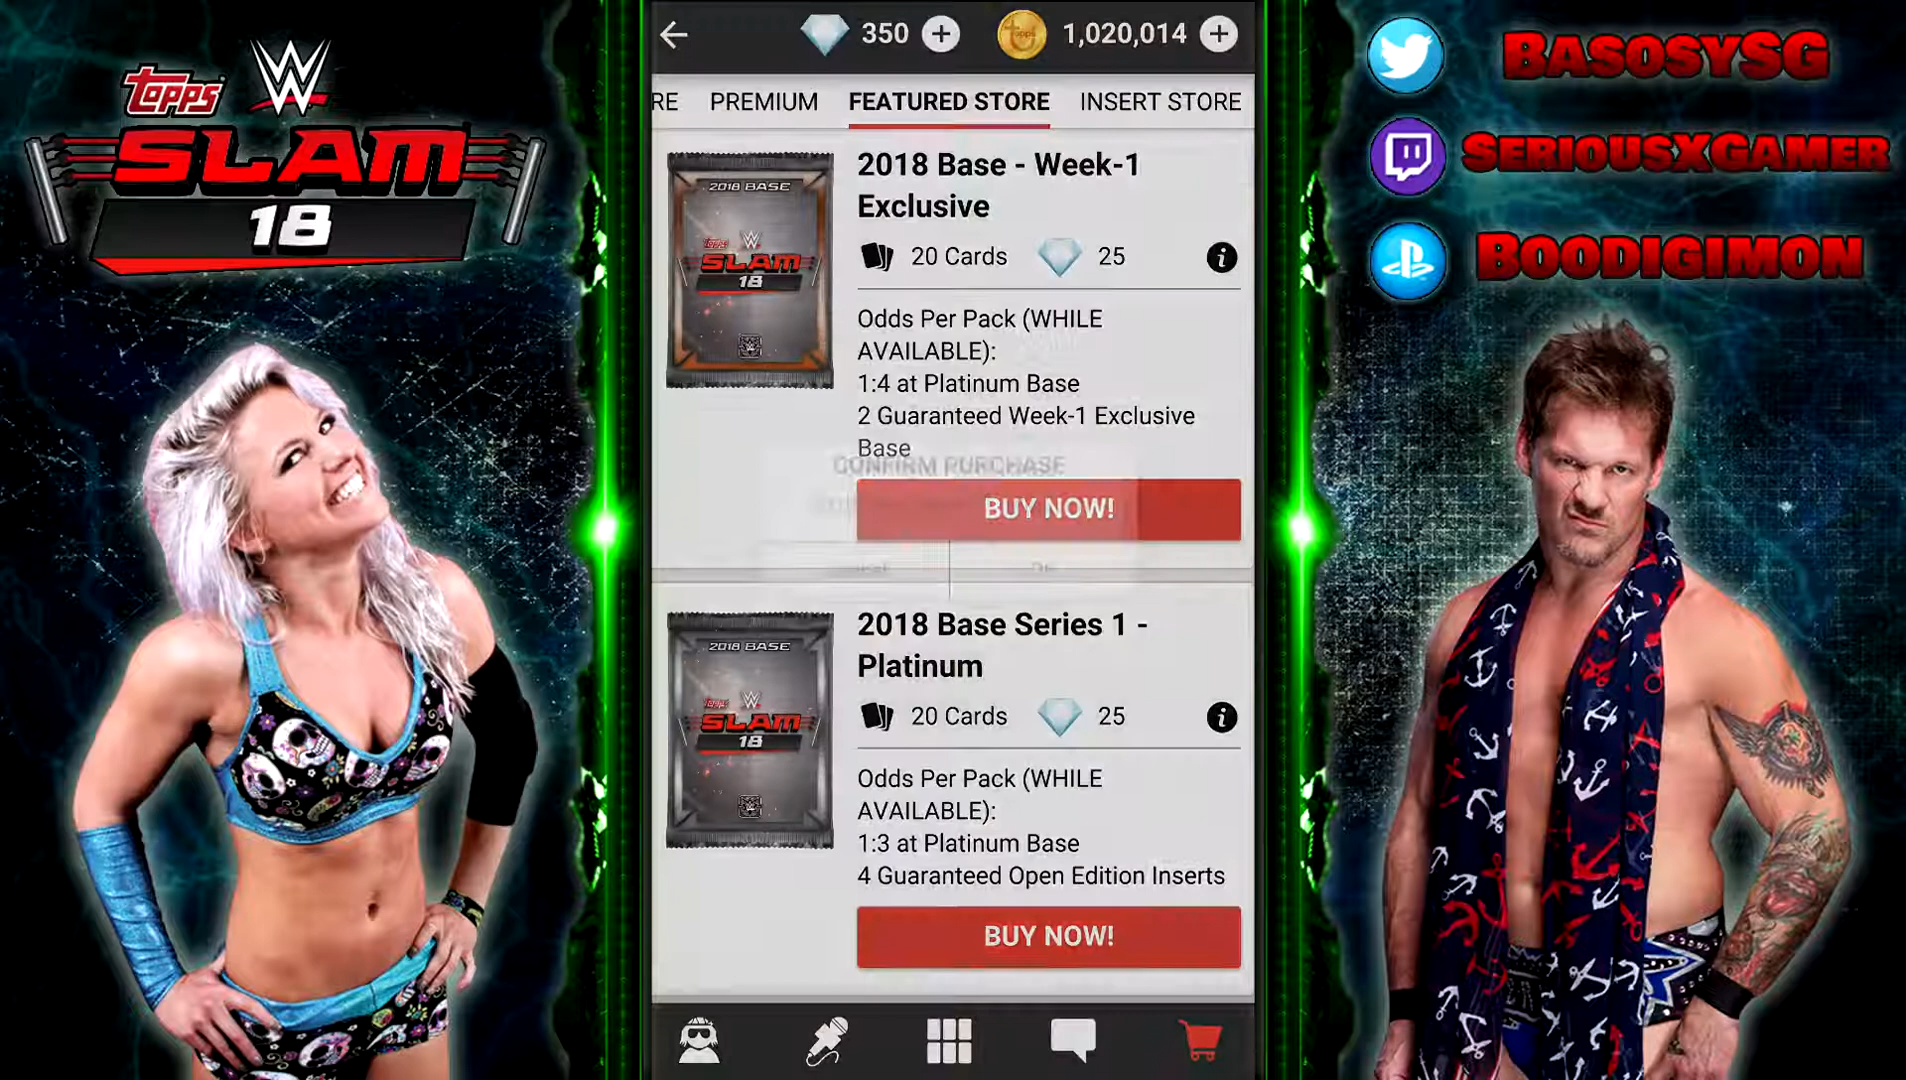 Topps W
SLAM
18
350
1,020,014
RE PREMIUM FEATURED STORE INSERT STORE
2018 BASE
Topps W
SLAM
18
2018 Base - Week-1
Exclusive
20 Cards 25
Odds Per Pack (WHILE
AVAILABLE):
1:4 at Platinum Base
2 Guaranteed Week-1 Exclusive
Base
CONFIRM PURCHASE
BUY NOW!
2018 BASE
Topps W
SLAM
18
2018 Base Series 1 -
Platinum
20 Cards 25
Odds Per Pack (WHILE
AVAILABLE):
1:3 at Platinum Base
4 Guaranteed Open Edition Inserts
BUY NOW!
BASOSYSG
SERIOUSXGAMER
BOODIGIMON